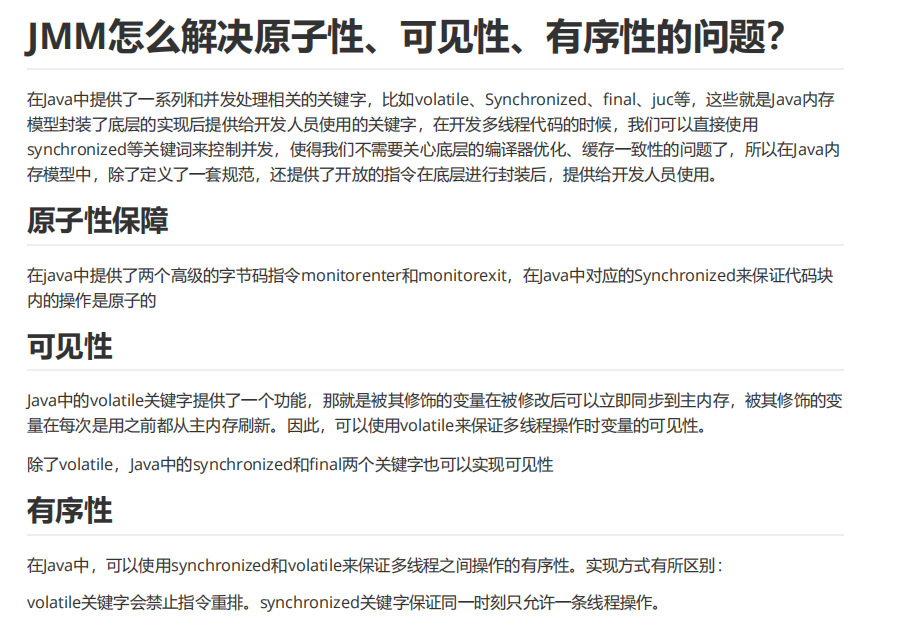 JMM怎么解决原子性、可见性、有序性的问题？
在Java中提供了一系列和并发处理相关的关键字，比如volatile、Synchronized、final、juc等，这些就是Java内存
模型封装了底层的实现后提供给开发人员使用的关键字，在开发多线程代码的时候，我们可以直接使用
synchronized等关键词来控制并发，使得我们不需要关心底层的编译器优化、缓存一致性的问题了，所以在Java内
存模型中，除了定义了一套规范，还提供了开放的指令在底层进行封装后，提供给开发人员使用。
原子性保障
在java中提供了两个高级的字节码指令monitorenter和monitorexit，在Java中对应的Synchronized来保证代码块
内的操作是原子的
可见性
Java中的volatile关键字提供了一个功能，那就是被其修饰的变量在被修改后可以立即同步到主内存，被其修饰的变
量在每次是用之前都从主内存刷新。因此，可以使用volatile来保证多线程操作时变量的可见性。
除了volatile，Java中的synchronized和final两个关键字也可以实现可见性
有序性
在Java中，可以使用synchronized和volatile来保证多线程之间操作的有序性。实现方式有所区别：
volatile关键字会禁止指令重排。synchronized关键字保证同一时刻只允许一条线程操作。